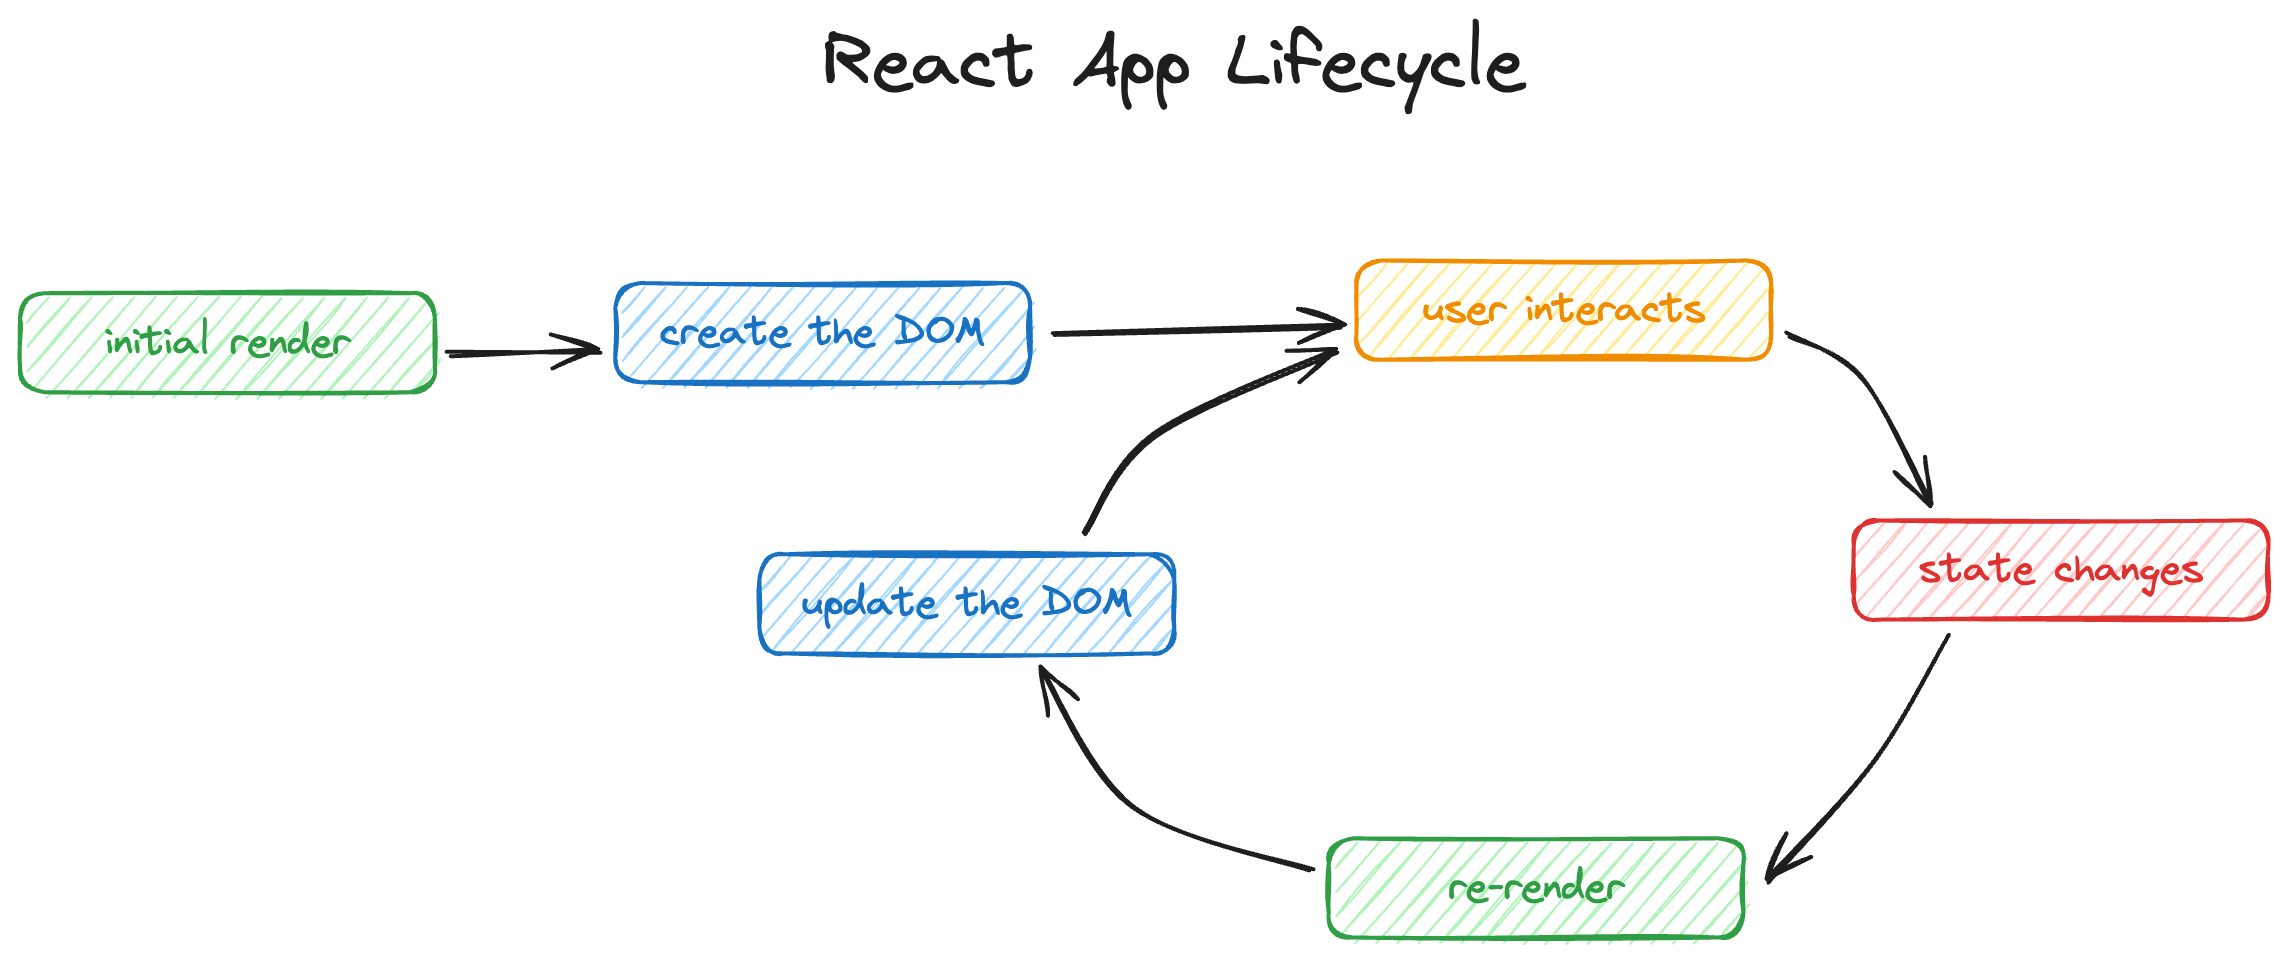 React App Lifecycle
initial render
create the DOM
user interacts
state changes
re-render
update the DOM